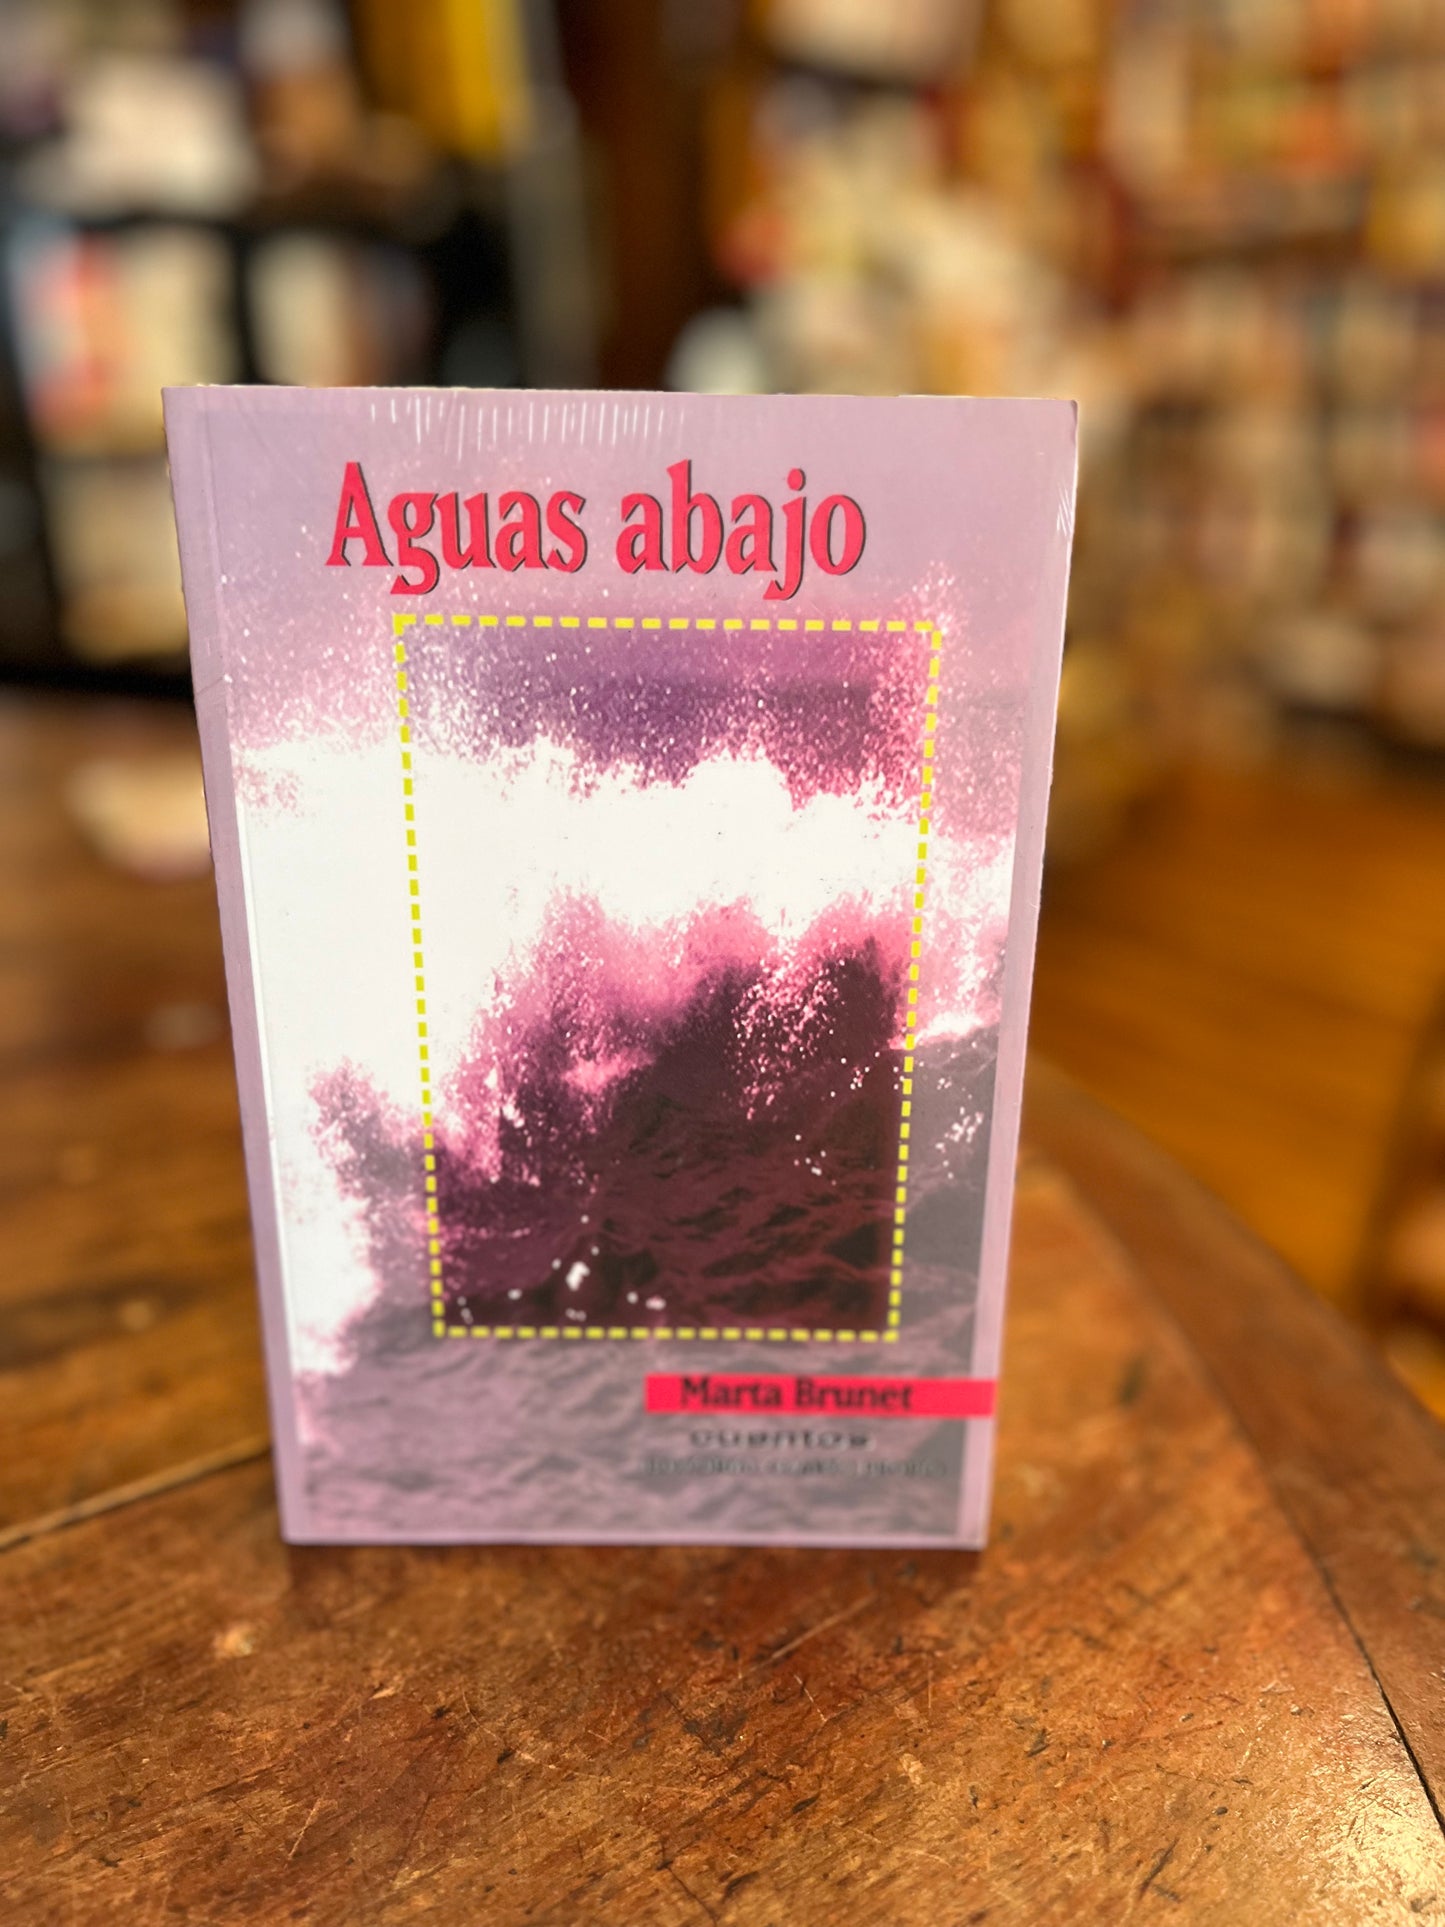 Aguas abajo
Marta Brunet
cuentos